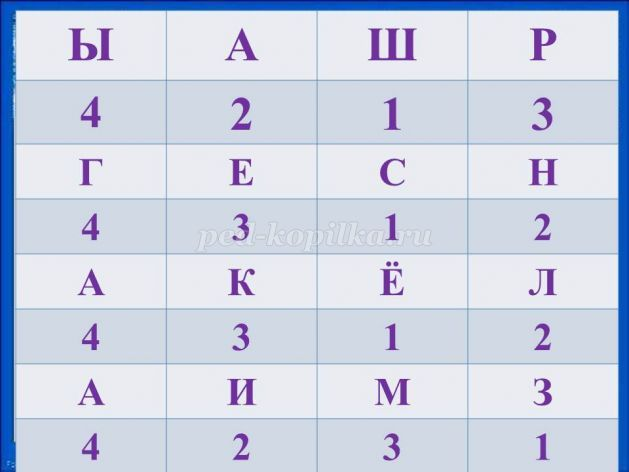 Ы А Ш Р
4 2 1 3
Г Е С Н
4 3 1 2
ped-kopilka.ru
А К Ё Л
4 3 1 2
А И М З
4 2 3 1